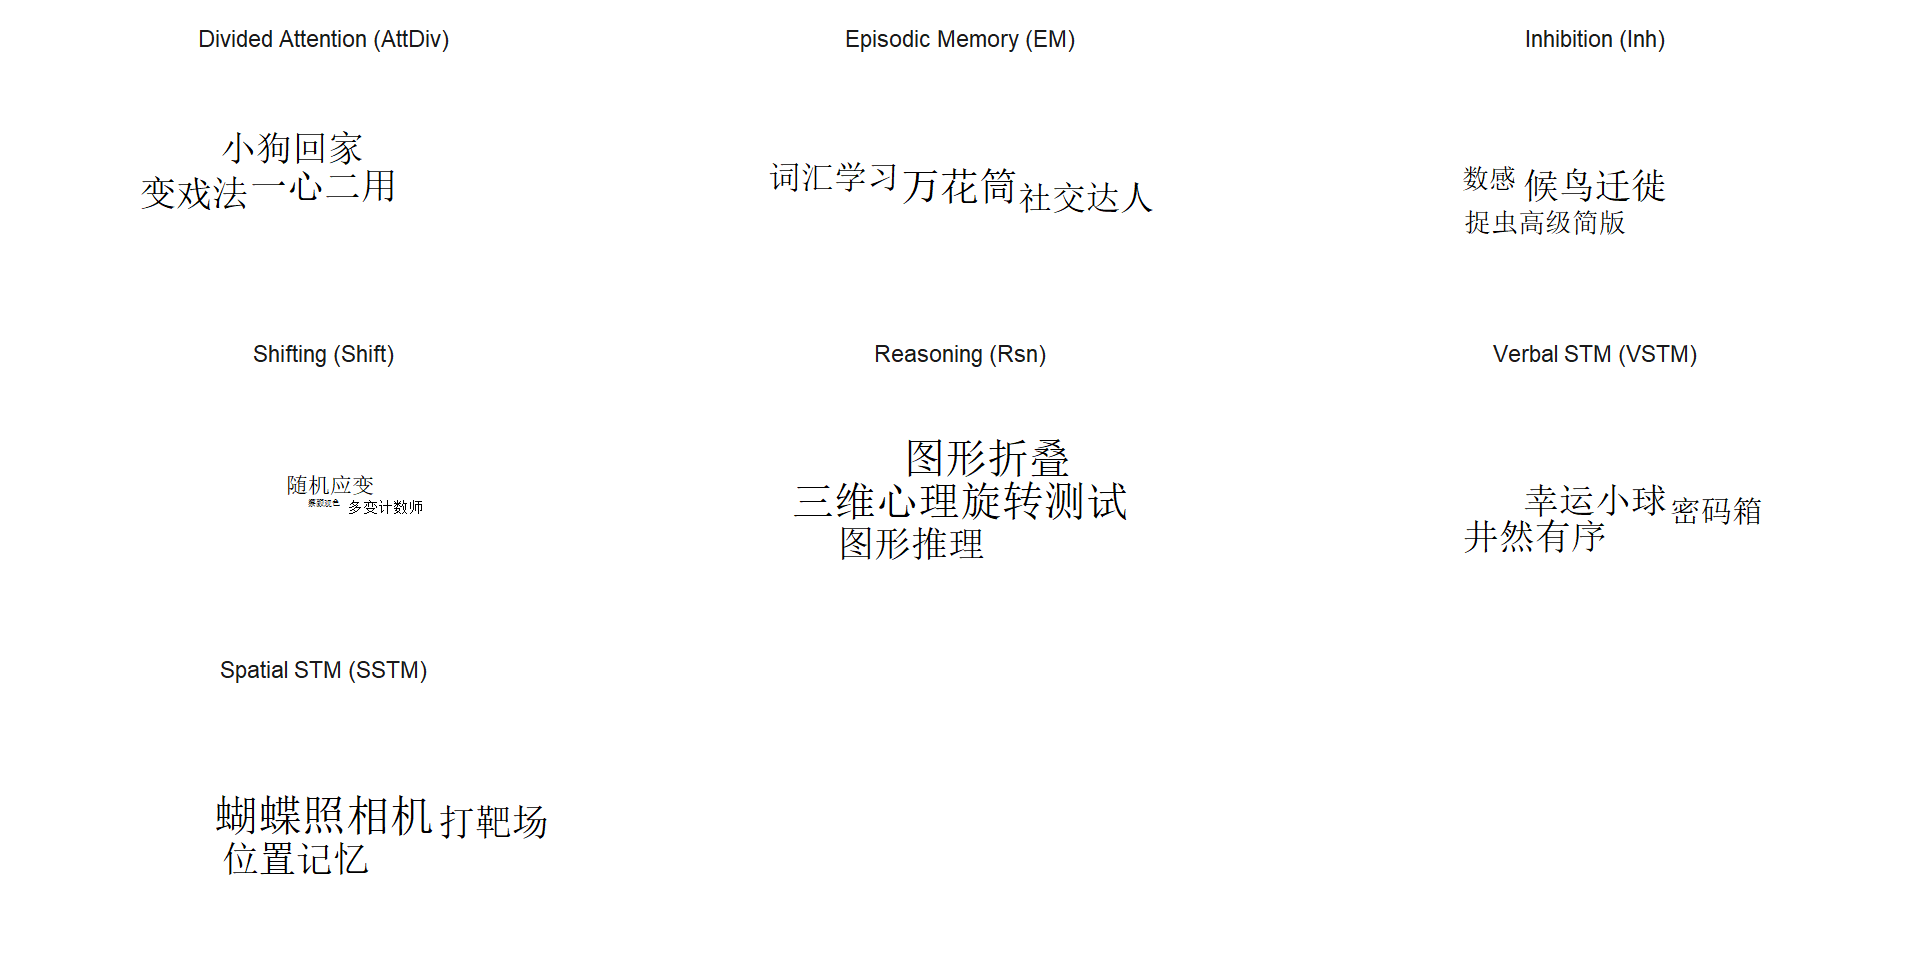 Divided Attention (AttDiv)
小狗回家
变戏法 一心二用
Episodic Memory (EM)
词汇学习 万花筒 社交达人
Inhibition (Inh)
数感 候鸟迁徙
捉虫高级简版
Shifting (Shift)
随机应变
察颜观色 多变计数师
Reasoning (Rsn)
图形折叠
三维心理旋转测试
图形推理
Verbal STM (VSTM)
幸运小球 密码箱
井然有序
Spatial STM (SSTM)
蝴蝶照相机 打靶场
位置记忆